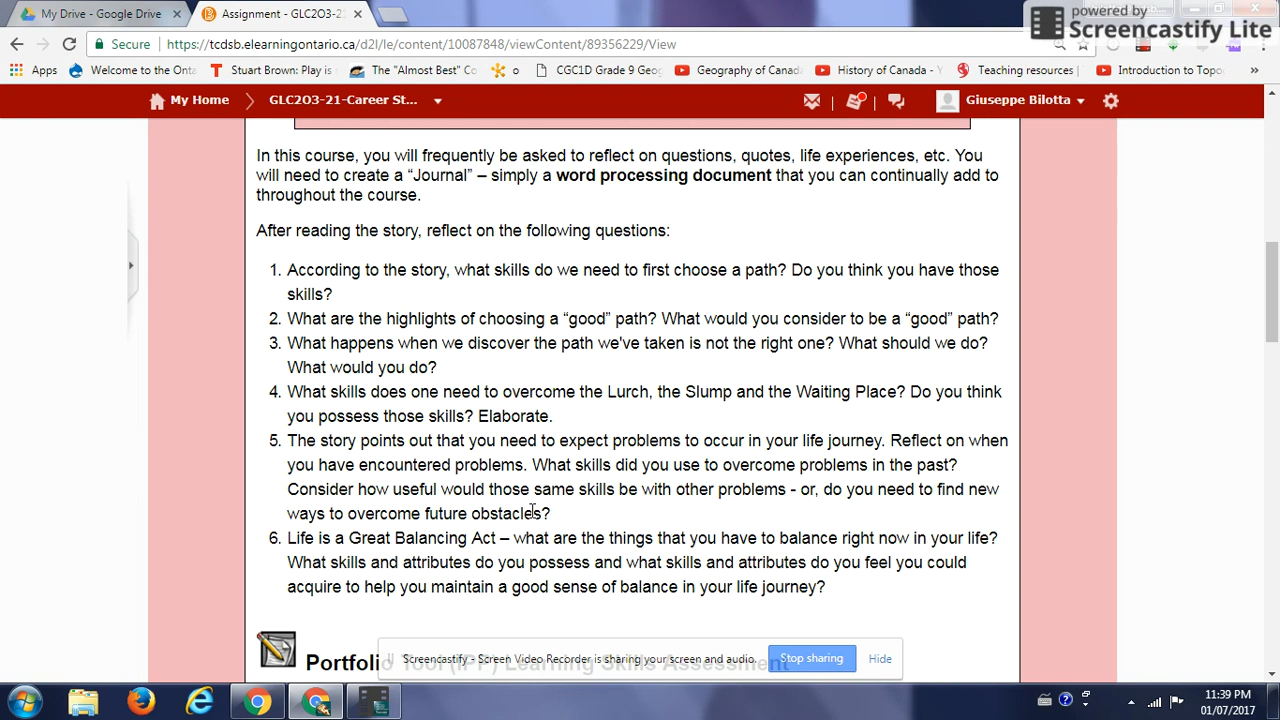 My Drive - Google Drive
Assignment - GLC2O3-2
powered by
Screencastify Lite
Secure
https://tcdsb.elearningontario.ca/d2l/le/content/10087848/viewContent/89356229/View
Apps
Welcome to the Onta
Stuart Brown: Play is
The "Almost Best" Co
o
CGC1D Grade 9 Geog
Geography of Canad
History of Canada - Y
Teaching resources |
Introduction to Topo
»
My Home
GLC2O3-21-Career St...
Giuseppe Bilotta
In this course, you will frequently be asked to reflect on questions, quotes, life experiences, etc. You
will need to create a “Journal” – simply a word processing document that you can continually add to
throughout the course.
After reading the story, reflect on the following questions:
1. According to the story, what skills do we need to first choose a path? Do you think you have those
skills?
2. What are the highlights of choosing a “good” path? What would you consider to be a “good” path?
3. What happens when we discover the path we've taken is not the right one? What should we do?
What would you do?
4. What skills does one need to overcome the Lurch, the Slump and the Waiting Place? Do you think
you possess those skills? Elaborate.
5. The story points out that you need to expect problems to occur in your life journey. Reflect on when
you have encountered problems. What skills did you use to overcome problems in the past?
Consider how useful would those same skills be with other problems - or, do you need to find new
ways to overcome future obstacles?
6. Life is a Great Balancing Act – what are the things that you have to balance right now in your life?
What skills and attributes do you possess and what skills and attributes do you feel you could
acquire to help you maintain a good sense of balance in your life journey?
Portfolio Tool (PT) Learning Skills Assessment
Screencastify - Screen Video Recorder is sharing your screen and audio.
Stop sharing
Hide
11:39 PM
01/07/2017